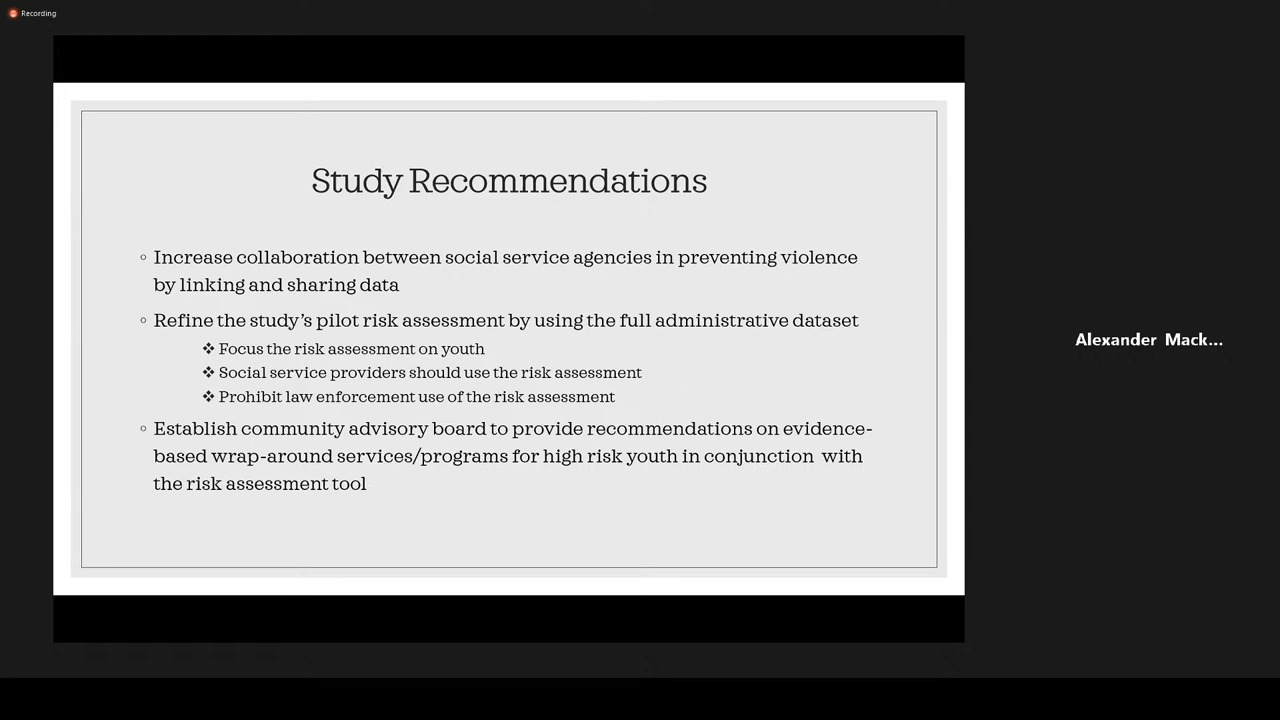 Recording
Study Recommendations
◦ Increase collaboration between social service agencies in preventing violence
by linking and sharing data
◦ Refine the study's pilot risk assessment by using the full administrative dataset
❖ Focus the risk assessment on youth
❖ Social service providers should use the risk assessment
❖ Prohibit law enforcement use of the risk assessment
◦ Establish community advisory board to provide recommendations on evidence-
based wrap-around services/programs for high risk youth in conjunction with
the risk assessment tool
Alexander Mack...